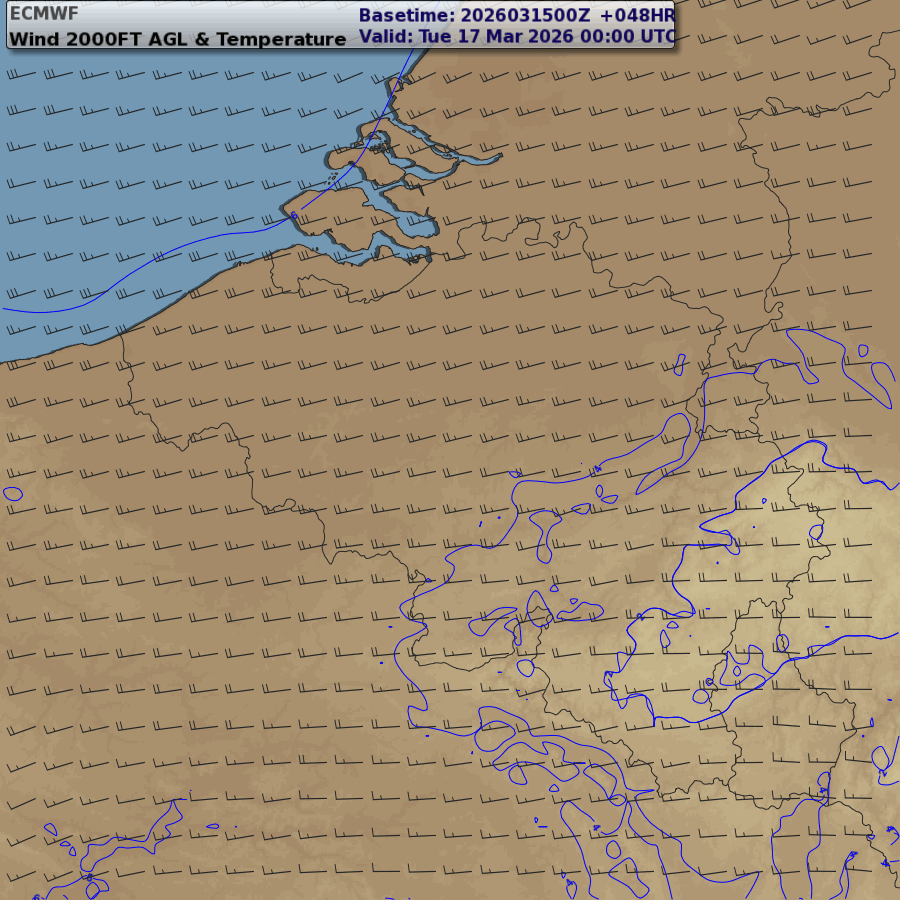 ECMWF
Basetime: 2026031500Z +048HR
Wind 2000FT AGL & Temperature
Valid: Tue 17 Mar 2026 00:00 UTC